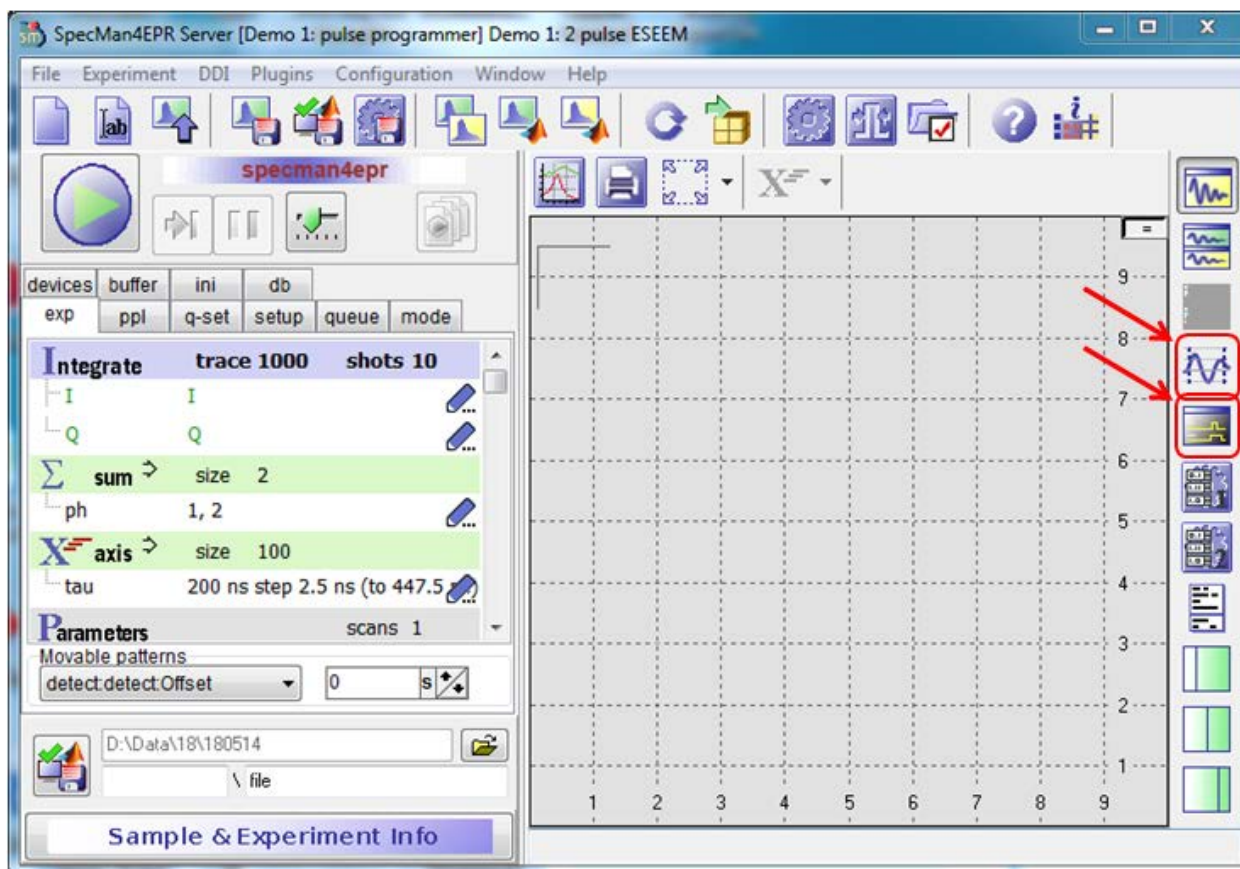 SpecMan4EPR Server [Demo 1: pulse programmer] Demo 1: 2 pulse ESEEM
File Experiment DDI Plugins Configuration Window Help
ab
?
i
specman4epr
X
devices buffer ini db
exp ppl q-set setup queue mode
Integrate trace 1000 shots 10
I I
Q Q
Σ sum size 2
ph 1, 2
X axis size 100
tau 200 ns step 2.5 ns (to 447.5
Parameters scans 1
Movable patterns
detect:detect:Offset 0 s
D:\Data\18\180514
\ file
Sample & Experiment Info
=
9
8
7
6
5
4
3
2
1
1 2 3 4 5 6 7 8 9